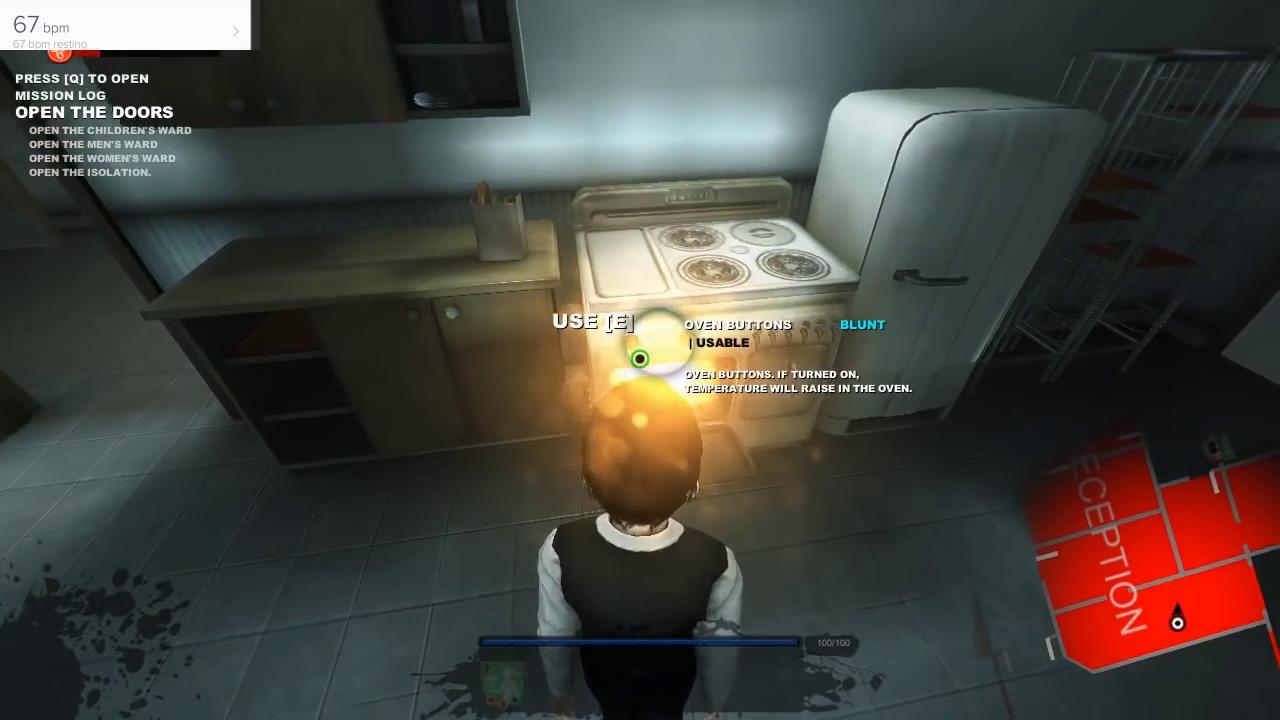 67 bpm
67 bpm resting
PRESS [Q] TO OPEN
MISSION LOG
OPEN THE DOORS
OPEN THE CHILDREN'S WARD
OPEN THE MEN'S WARD
OPEN THE WOMEN'S WARD
OPEN THE ISOLATION.
USE [E]
OVEN BUTTONS BLUNT
| USABLE
OVEN BUTTONS. IF TURNED ON,
TEMPERATURE WILL RAISE IN THE OVEN.
ECEPTION
100/100